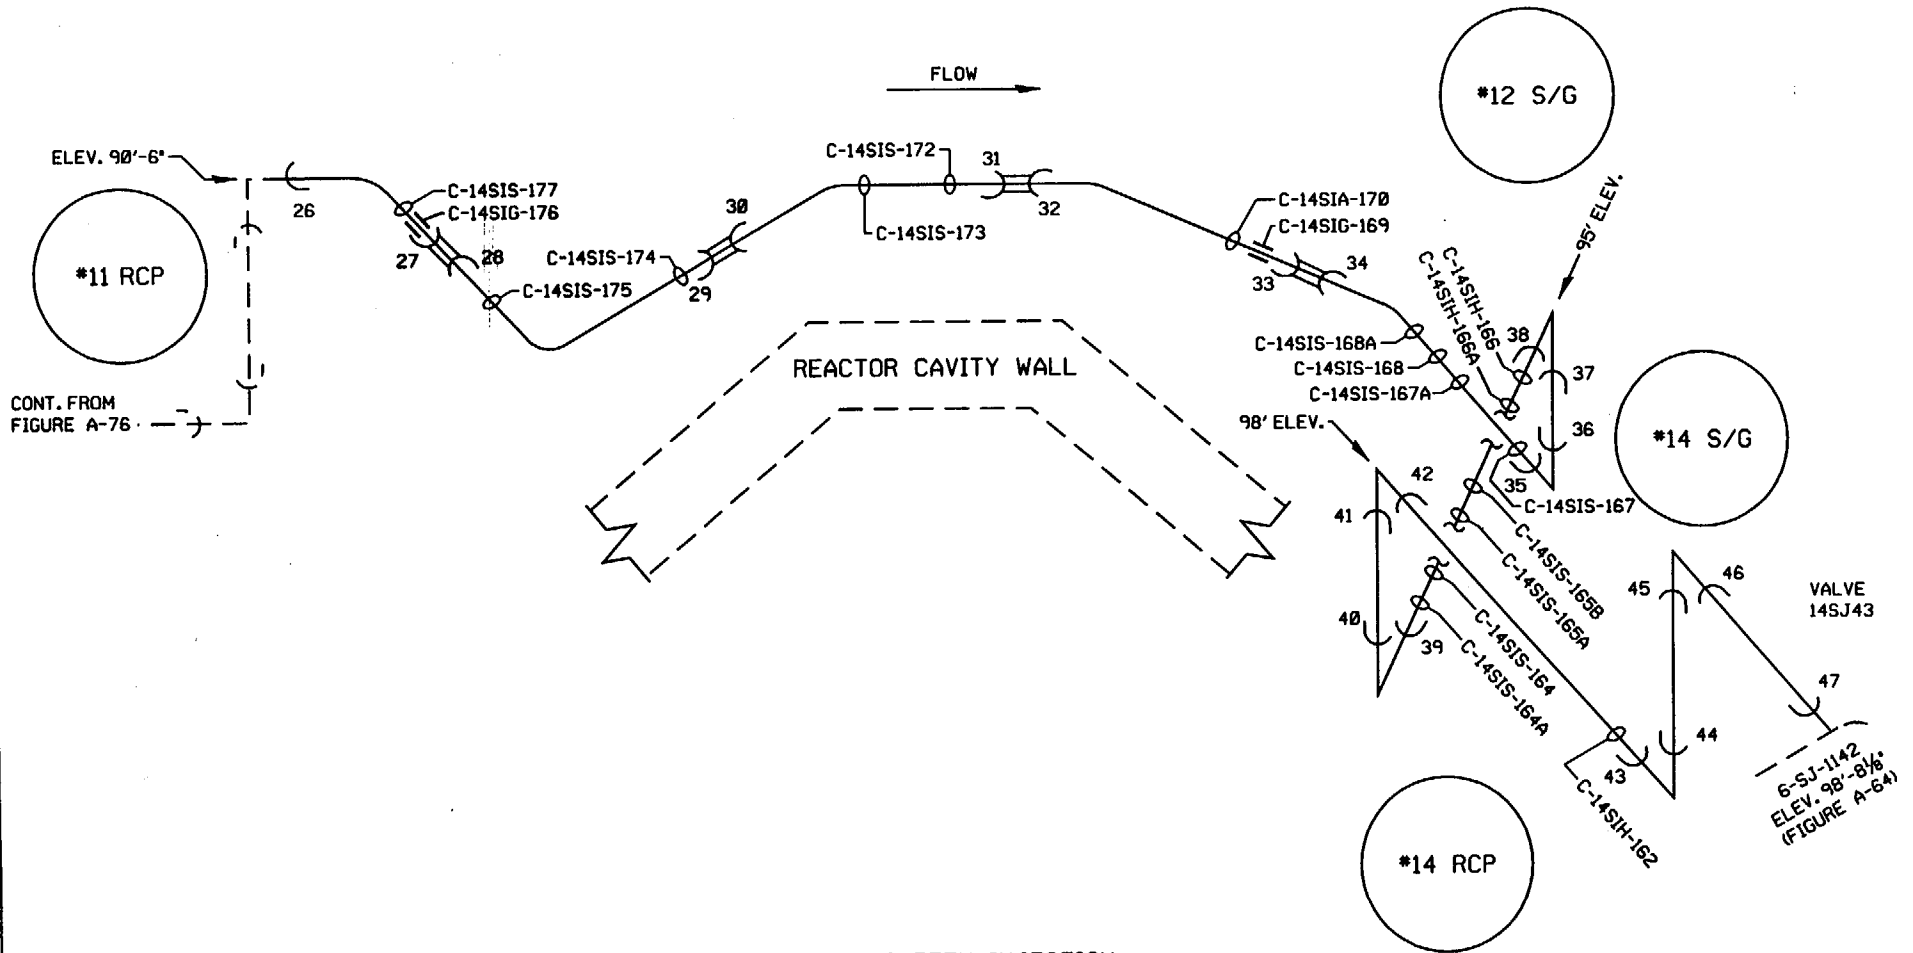 FLOW
#12 S/G
ELEV. 90'-6"
C-14SIS-172
31
C-14SIS-177
C-14SIG-176
30
32
C-14SIS-173
C-14SIA-170
C-14SIG-169
95' ELEV.
26
27
28
C-14SIS-174
29
C-14SIS-175
33
34
#11 RCP
C-14SIH-166
C-14SIH-166A
38
37
C-14SIS-168A
C-14SIS-168
C-14SIS-167A
REACTOR CAVITY WALL
CONT. FROM
FIGURE A-76
98' ELEV.
36
#14 S/G
42
35
C-14SIS-167
41
C-14SIS-165B
C-14SIS-165A
45
46
VALVE
14SJ43
40
39
C-14SIS-164
C-14SIS-164A
47
44
43
C-14SIH-162
6-SJ-1142
ELEV. 98'-8⅛"
(FIGURE A-64)
#14 RCP